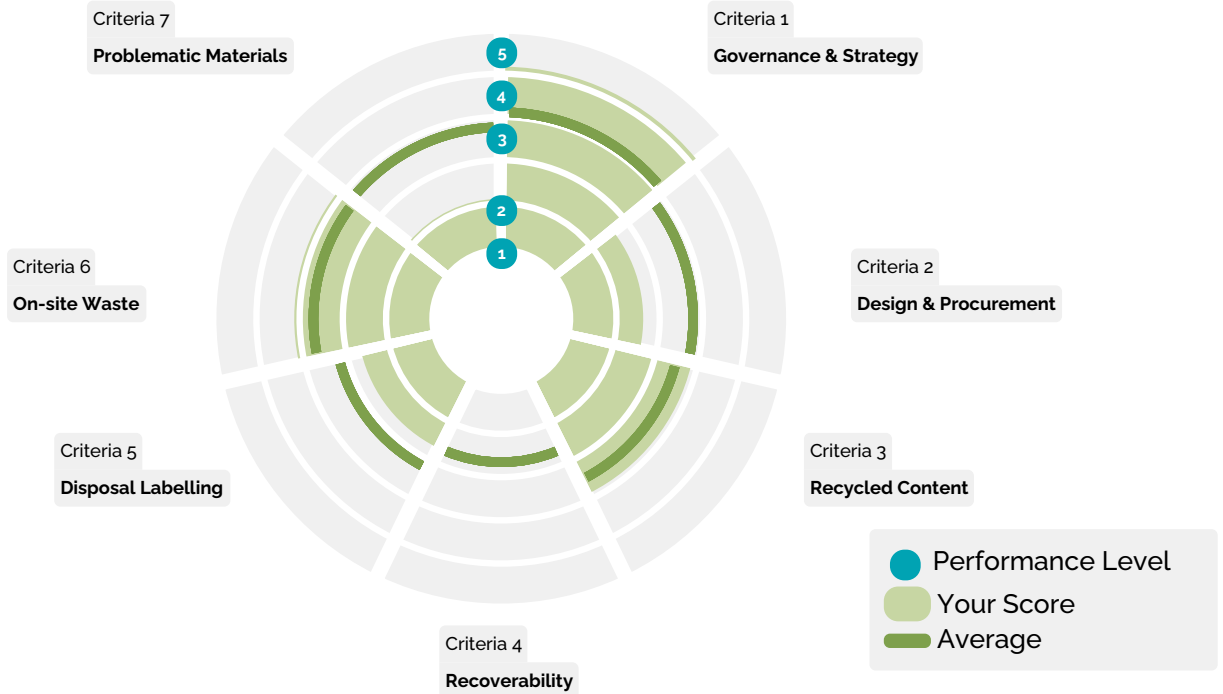 Criteria 7
Problematic Materials
Criteria 1
Governance & Strategy
5
4
3
2
1
Criteria 6
On-site Waste
Criteria 2
Design & Procurement
Criteria 5
Disposal Labelling
Criteria 3
Recycled Content
Criteria 4
Recoverability
Performance Level
Your Score
Average